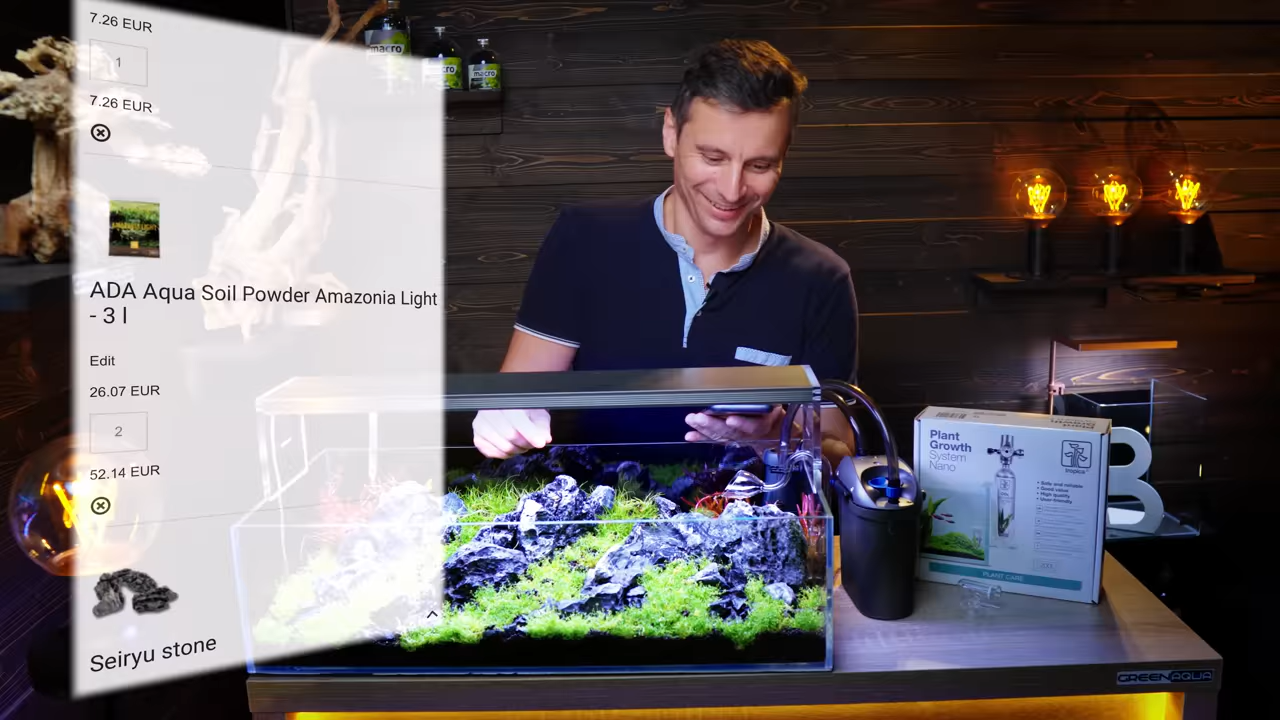 7.26 EUR
1
7.26 EUR
ADA Aqua Soil Powder Amazonia Light
- 3 l
Edit
26.07 EUR
2
52.14 EUR
Seiryu stone
macro
macro
macro
Plant
Growth
System
Nano
tropica
• Safe and reliable
• Good value
• High quality
• User-friendly
PLANT CARE
B
GREENAQUA